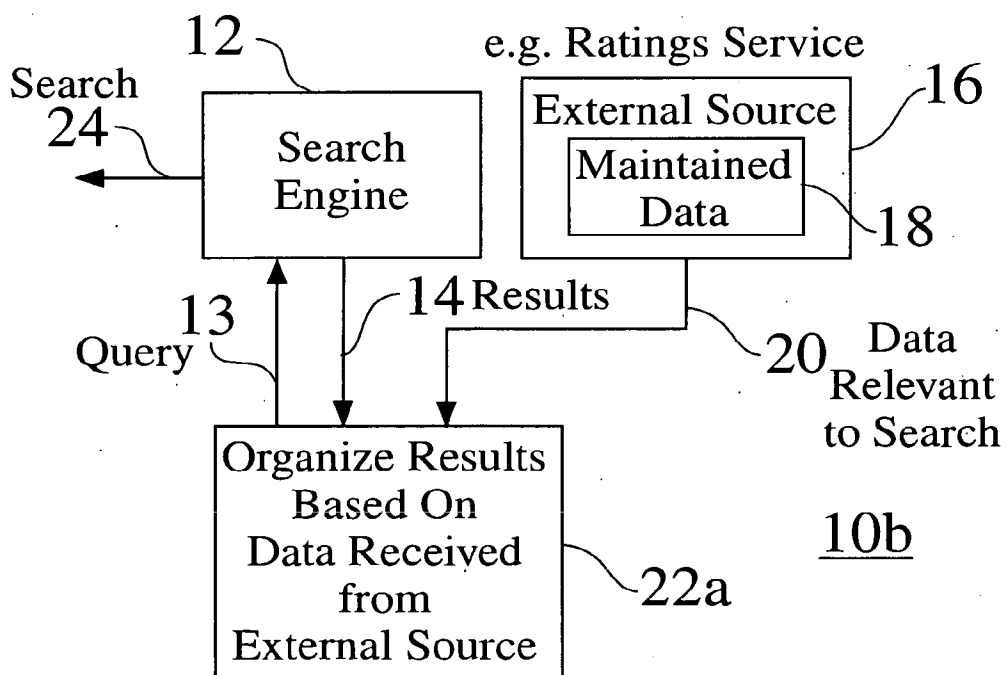 12
e.g. Ratings Service
Search
24
Search
Engine
External Source
16
Maintained
Data
18
14 Results
13
Query
20 Data
Relevant
to Search
Organize Results
Based On
Data Received
from
External Source
10b
22a